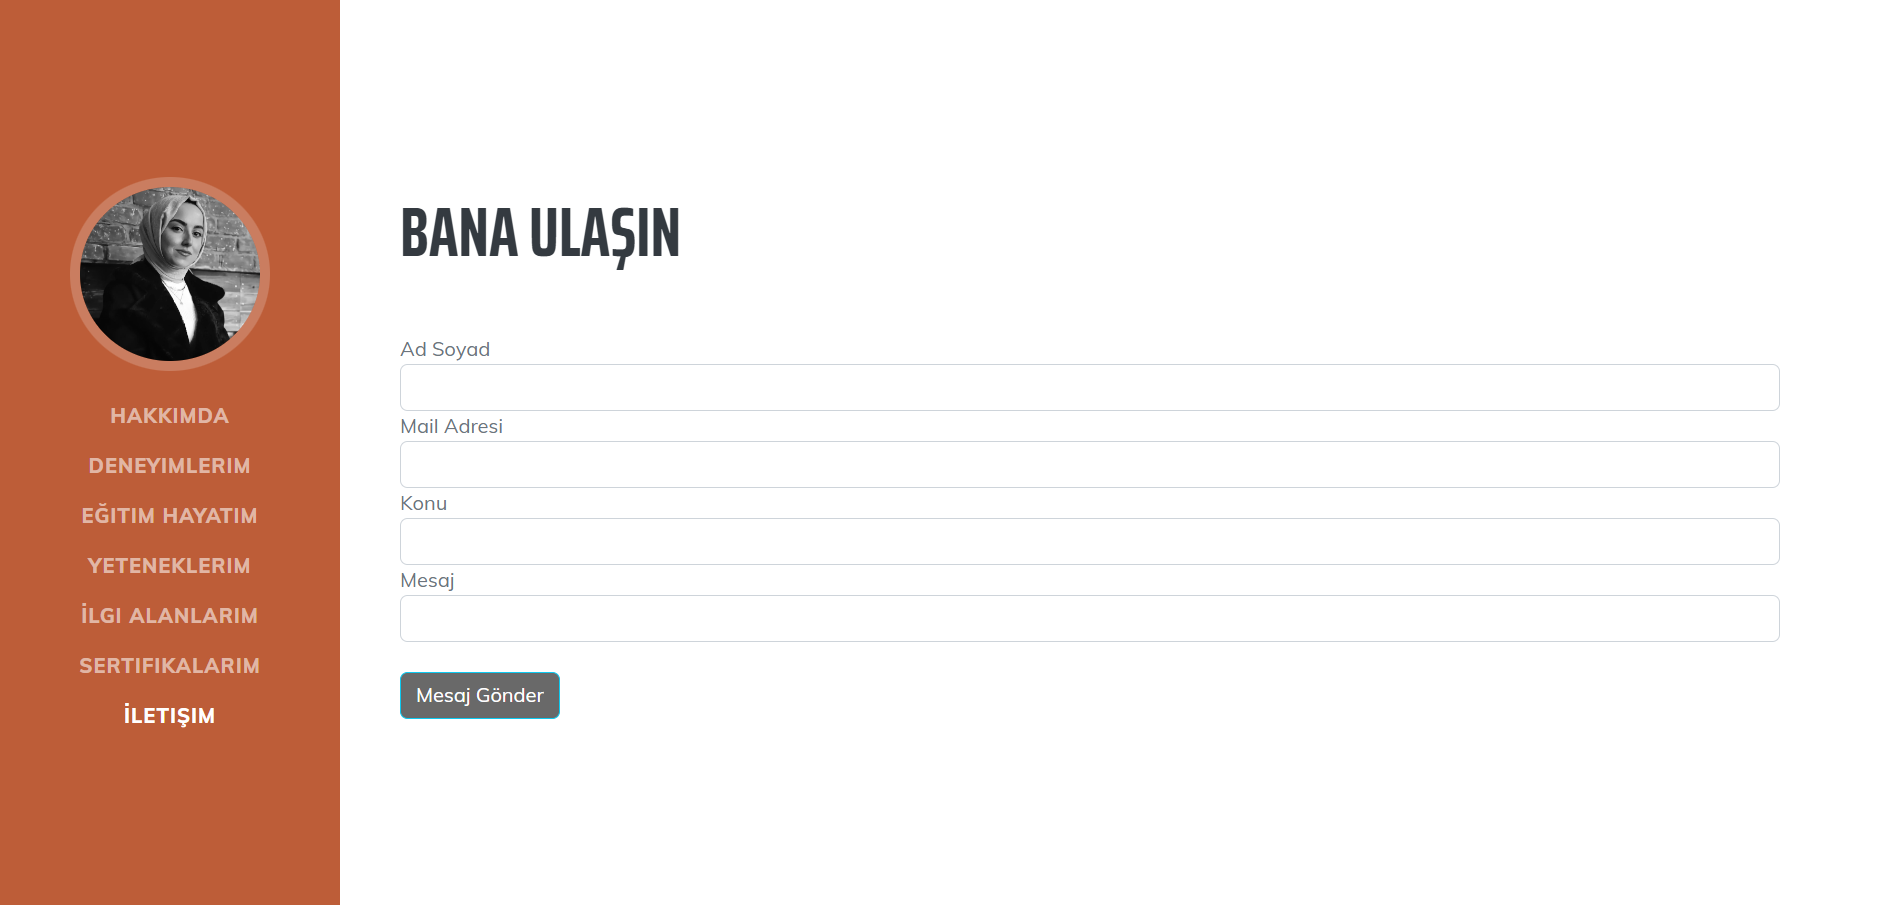 HAKKIMDA
DENEYIMLERIM
EĞITIM HAYATIM
YETENEKLERIM
İLGI ALANLARIM
SERTIFIKALARIM
İLETIŞIM
BANA ULAŞIN
Ad Soyad
Mail Adresi
Konu
Mesaj
Mesaj Gönder